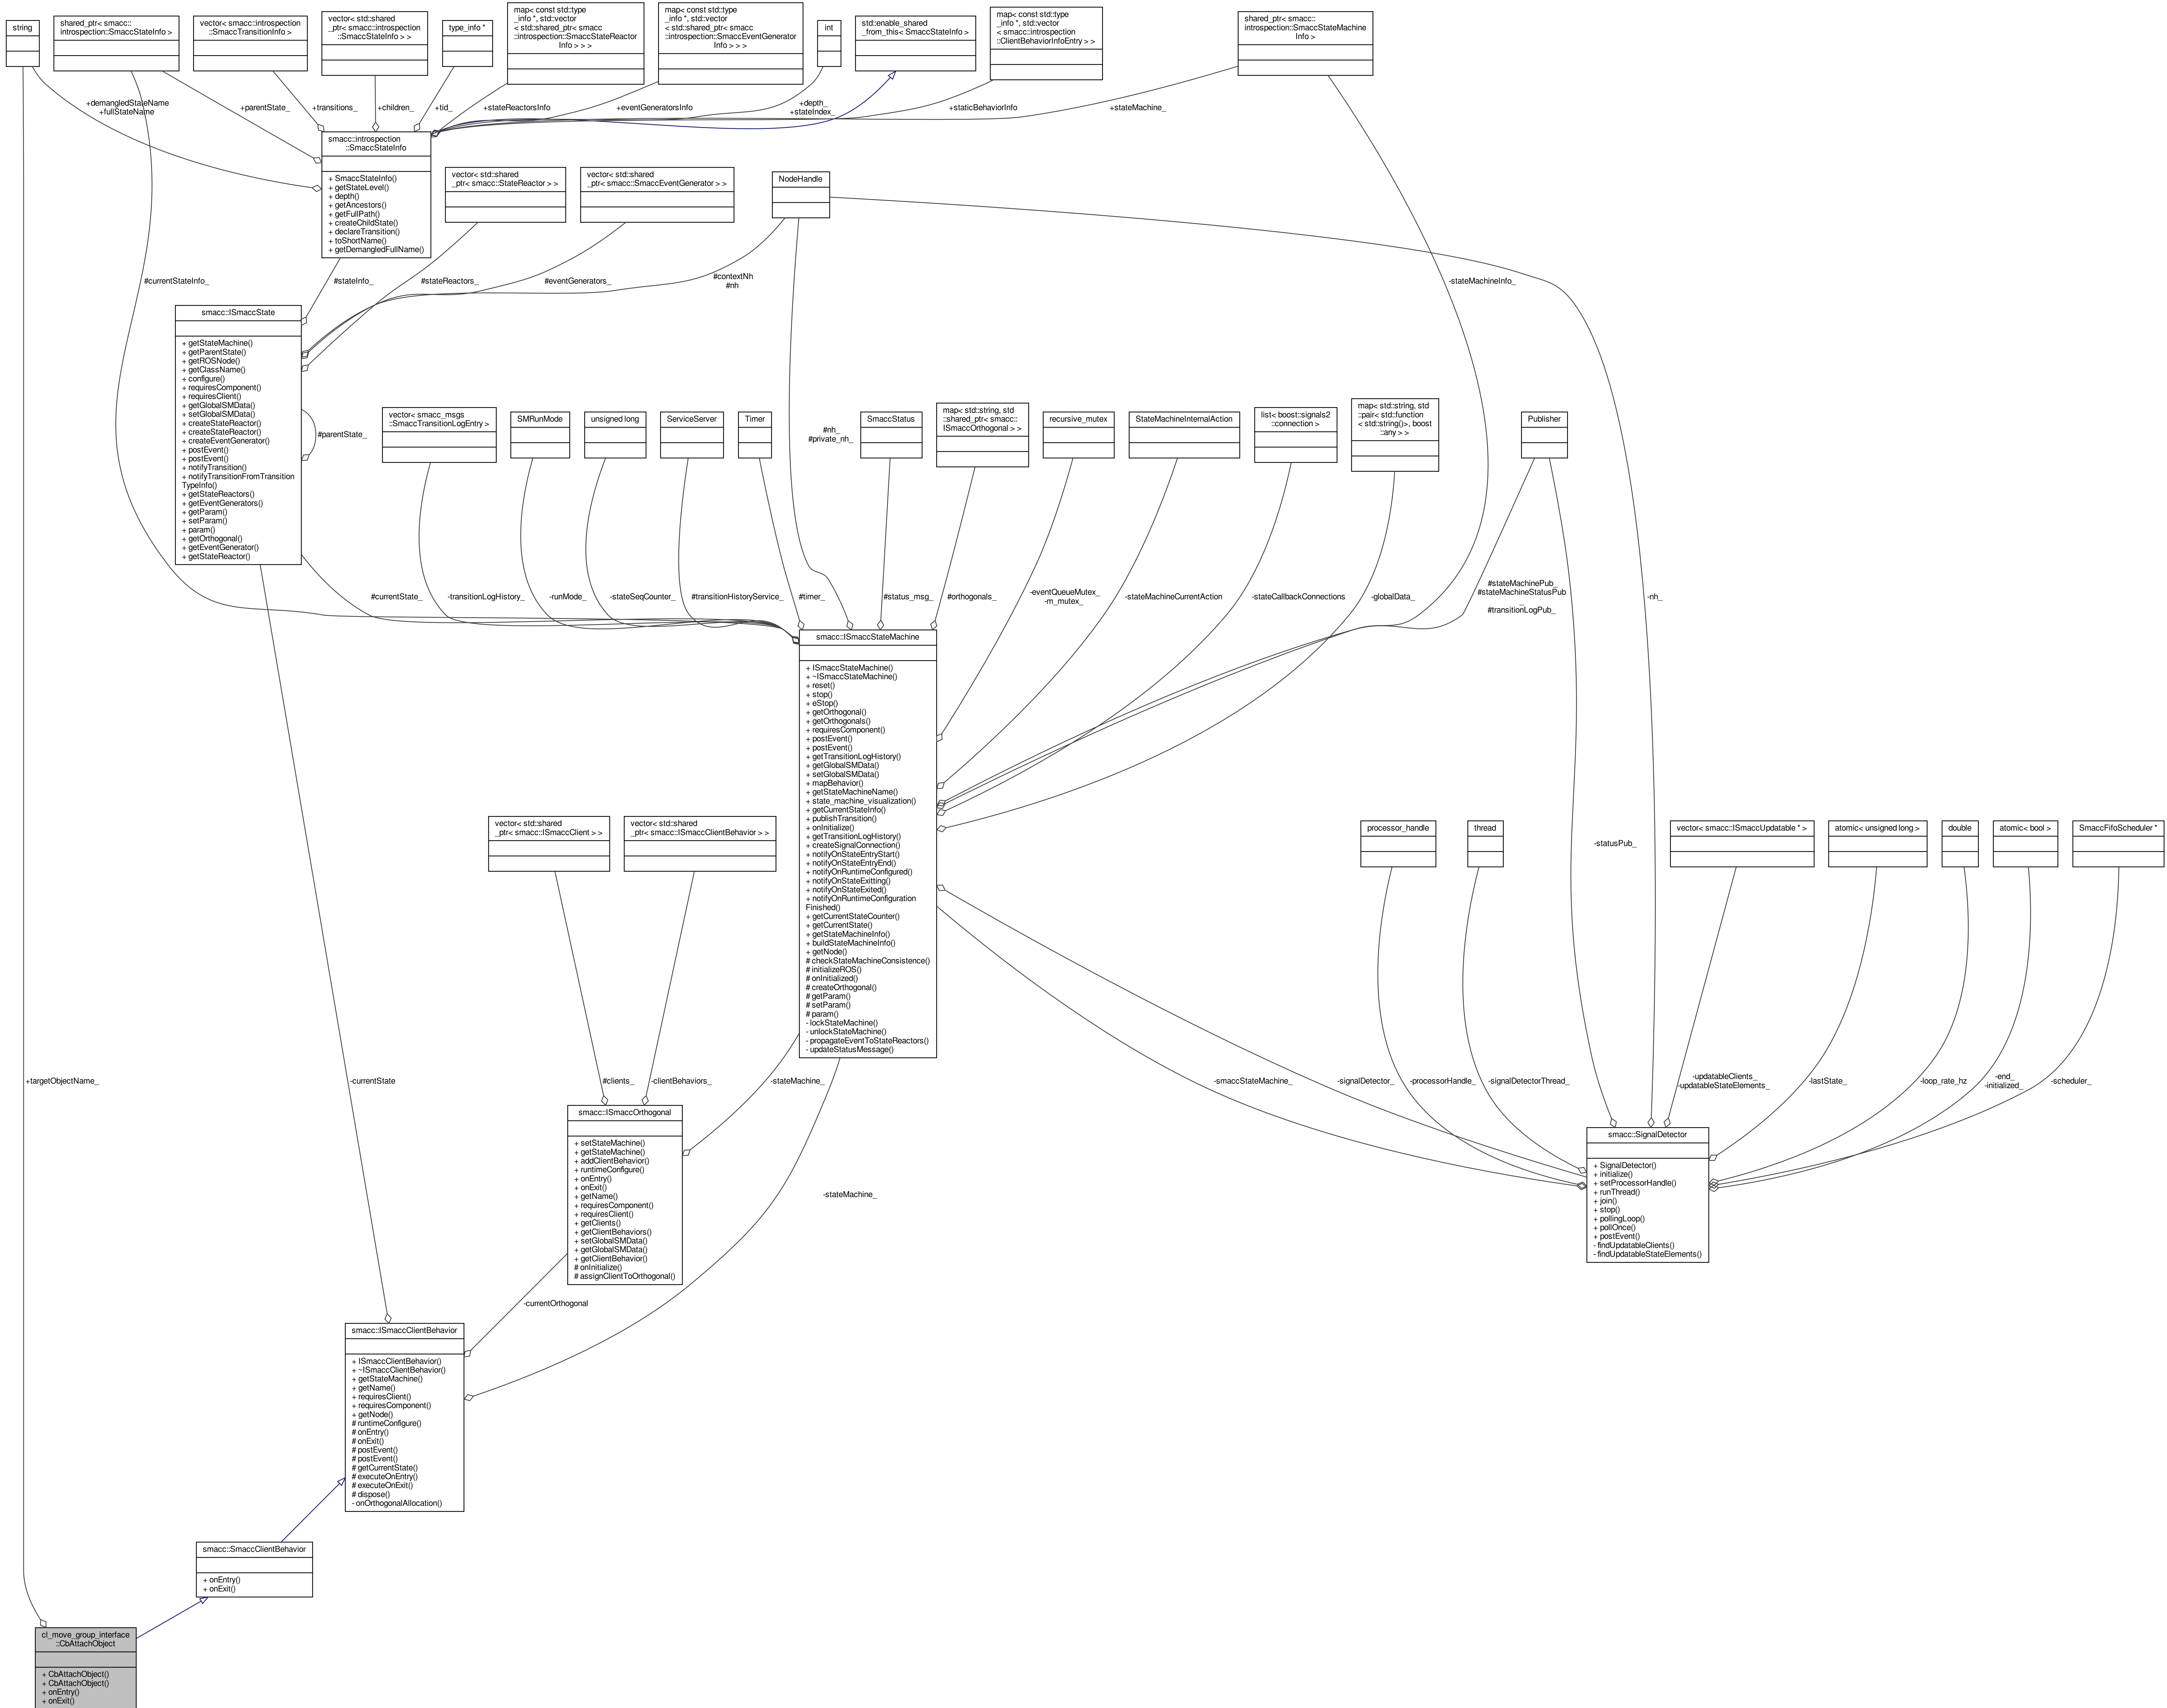 string
shared_ptr< smacc::
introspection::SmaccStateInfo >
vector< smacc::introspection
::SmaccTransitionInfo >
vector< std::shared
_ptr< smacc::introspection
::SmaccStateInfo > >
type_info *
map< const std::type
_info *, std::vector
< std::shared_ptr< smacc
::introspection::SmaccStateReactor
Info > > >
map< const std::type
_info *, std::vector
< std::shared_ptr< smacc
::introspection::SmaccEventGenerator
Info > > >
int
std::enable_shared
_from_this< SmaccStateInfo >
map< const std::type
_info *, std::vector
< smacc::introspection
::ClientBehaviorInfoEntry > >
shared_ptr< smacc::
introspection::SmaccStateMachine
Info >
+demangledStateName
+fullStateName
+parentState_
+transitions_
+children_
+tid_
+stateReactorsInfo
+eventGeneratorsInfo
+depth_
+stateIndex_
+staticBehaviorInfo
+stateMachine_
smacc::introspection
::SmaccStateInfo
+ SmaccStateInfo()
+ getStateLevel()
+ depth()
+ getAncestors()
+ getFullPath()
+ createChildState()
+ declareTransition()
+ toShortName()
+ getDemangledFullName()
vector< std::shared
_ptr< smacc::StateReactor > >
vector< std::shared
_ptr< smacc::SmaccEventGenerator > >
NodeHandle
#currentStateInfo_
#stateInfo_
#stateReactors_
#eventGenerators_
#contextNh
#nh
-stateMachineInfo_
smacc::ISmaccState
+ getStateMachine()
+ getParentState()
+ getROSNode()
+ getClassName()
+ configure()
+ requiresComponent()
+ requiresClient()
+ getGlobalSMData()
+ setGlobalSMData()
+ createStateReactor()
+ createStateReactor()
+ createEventGenerator()
+ postEvent()
+ postEvent()
+ notifyTransition()
+ notifyTransitionFromTransition
TypeInfo()
+ getStateReactors()
+ getEventGenerators()
+ getParam()
+ setParam()
+ param()
+ getOrthogonal()
+ getEventGenerator()
+ getStateReactor()
#parentState_
vector< smacc_msgs
::SmaccTransitionLogEntry >
SMRunMode
unsigned long
ServiceServer
Timer
#nh_
#private_nh_
SmaccStatus
map< std::string, std
::shared_ptr< smacc::
ISmaccOrthogonal > >
recursive_mutex
StateMachineInternalAction
list< boost::signals2
::connection >
map< std::string, std
::pair< std::function
< std::string()>, boost
::any > >
Publisher
#currentState_
-transitionLogHistory_
-runMode_
-stateSeqCounter_
#transitionHistoryService_
#timer_
#status_msg_
#orthogonals_
-eventQueueMutex_
-m_mutex_
-stateMachineCurrentAction
-stateCallbackConnections
-globalData_
#stateMachinePub_
#stateMachineStatusPub
_
#transitionLogPub_
-nh_
smacc::ISmaccStateMachine
+ ISmaccStateMachine()
+ ~ISmaccStateMachine()
+ reset()
+ stop()
+ eStop()
+ getOrthogonal()
+ getOrthogonals()
+ requiresComponent()
+ postEvent()
+ postEvent()
+ getTransitionLogHistory()
+ getGlobalSMData()
+ setGlobalSMData()
+ mapBehavior()
+ getStateMachineName()
+ state_machine_visualization()
+ getCurrentStateInfo()
+ publishTransition()
+ onInitialize()
+ getTransitionLogHistory()
+ createSignalConnection()
+ notifyOnStateEntryStart()
+ notifyOnStateEntryEnd()
+ notifyOnRuntimeConfigured()
+ notifyOnStateExitting()
+ notifyOnStateExited()
+ notifyOnRuntimeConfiguration
Finished()
+ getCurrentStateCounter()
+ getCurrentState()
+ getStateMachineInfo()
+ buildStateMachineInfo()
+ getNode()
# checkStateMachineConsistence()
# initializeROS()
# onInitialized()
# createOrthogonal()
# getParam()
# setParam()
# param()
- lockStateMachine()
- unlockStateMachine()
- propagateEventToStateReactors()
- updateStatusMessage()
vector< std::shared
_ptr< smacc::ISmaccClient > >
vector< std::shared
_ptr< smacc::ISmaccClientBehavior > >
processor_handle
thread
-statusPub_
vector< smacc::ISmaccUpdatable * >
atomic< unsigned long >
double
atomic< bool >
SmaccFifoScheduler *
+targetObjectName_
-currentState
#clients_
-clientBehaviors_
-stateMachine_
-smaccStateMachine_
-signalDetector_
-processorHandle_
-signalDetectorThread_
-updatableClients_
-updatableStateElements_
-lastState_
-loop_rate_hz
-end_
-initialized_
-scheduler_
smacc::ISmaccOrthogonal
+ setStateMachine()
+ getStateMachine()
+ addClientBehavior()
+ runtimeConfigure()
+ onEntry()
+ onExit()
+ getName()
+ requiresComponent()
+ requiresClient()
+ getClients()
+ getClientBehaviors()
+ setGlobalSMData()
+ getGlobalSMData()
+ getClientBehavior()
# onInitialize()
# assignClientToOrthogonal()
-stateMachine_
smacc::SignalDetector
+ SignalDetector()
+ initialize()
+ setProcessorHandle()
+ runThread()
+ join()
+ stop()
+ pollingLoop()
+ pollOnce()
+ postEvent()
- findUpdatableClients()
- findUpdatableStateElements()
-currentOrthogonal
smacc::ISmaccClientBehavior
+ ISmaccClientBehavior()
+ ~ISmaccClientBehavior()
+ getStateMachine()
+ getName()
+ requiresClient()
+ requiresComponent()
+ getNode()
# runtimeConfigure()
# onEntry()
# onExit()
# postEvent()
# postEvent()
# getCurrentState()
# executeOnEntry()
# executeOnExit()
# dispose()
- onOrthogonalAllocation()
smacc::SmaccClientBehavior
+ onEntry()
+ onExit()
cl_move_group_interface
::CbAttachObject
+ CbAttachObject()
+ CbAttachObject()
+ onEntry()
+ onExit()